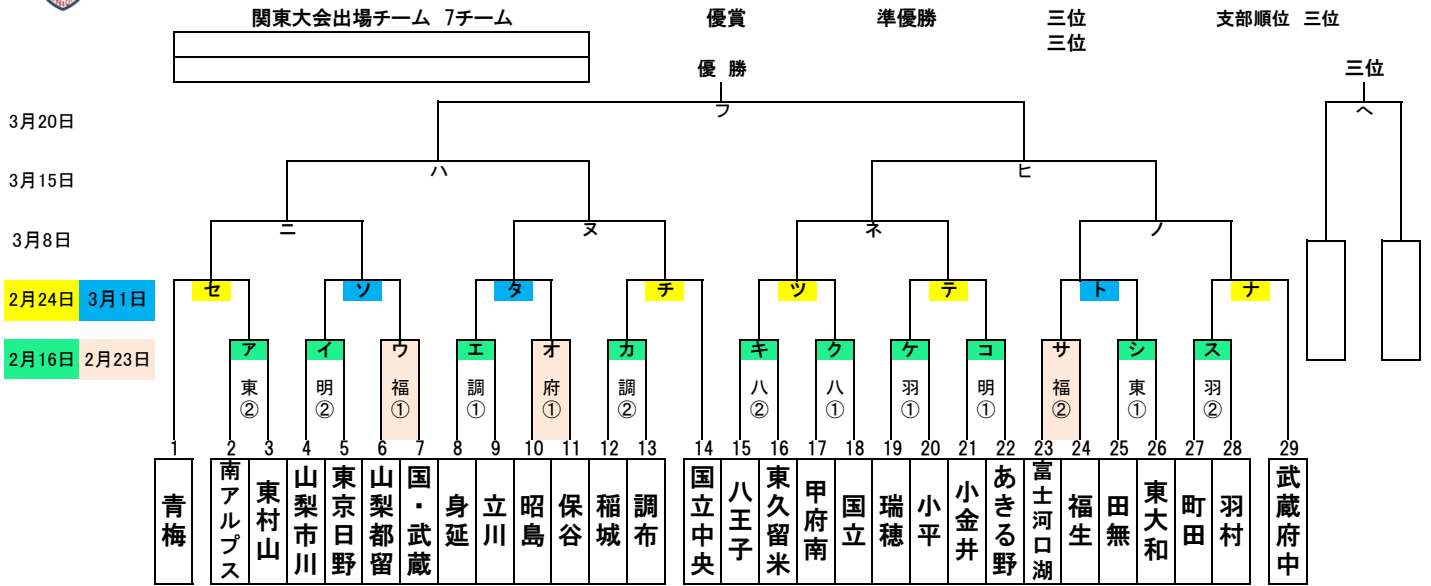 関東大会出場チーム 7チーム 優賞 準優勝 三位 支部順位 三位
三位
優 勝 三位
フ ヘ
3月20日
ハ ヒ
3月15日
ニ ヌ ネ ノ
3月8日
2月24日 3月1日 セ ソ タ チ ツ テ ト ナ
2月16日 2月23日 ア イ ウ エ オ カ キ ク ケ コ サ シ ス
東② 明② 福① 調① 府① 調② 八② 八① 羽① 明① 福② 東① 羽②
1 2 3 4 5 6 7 8 9 10 11 12 13 14 15 16 17 18 19 20 21 22 23 24 25 26 27 28 29
青梅
南アルプス
東村山
山梨市川
東京日野
山梨都留
国・武蔵
身延
立川
昭島
保谷
稲城
調布
国立中央
八王子
東久留米
甲府南
国立
瑞穂
小平
小金井
あきる野
富士河口湖
福生
田無
東大和
町田
羽村
武蔵府中